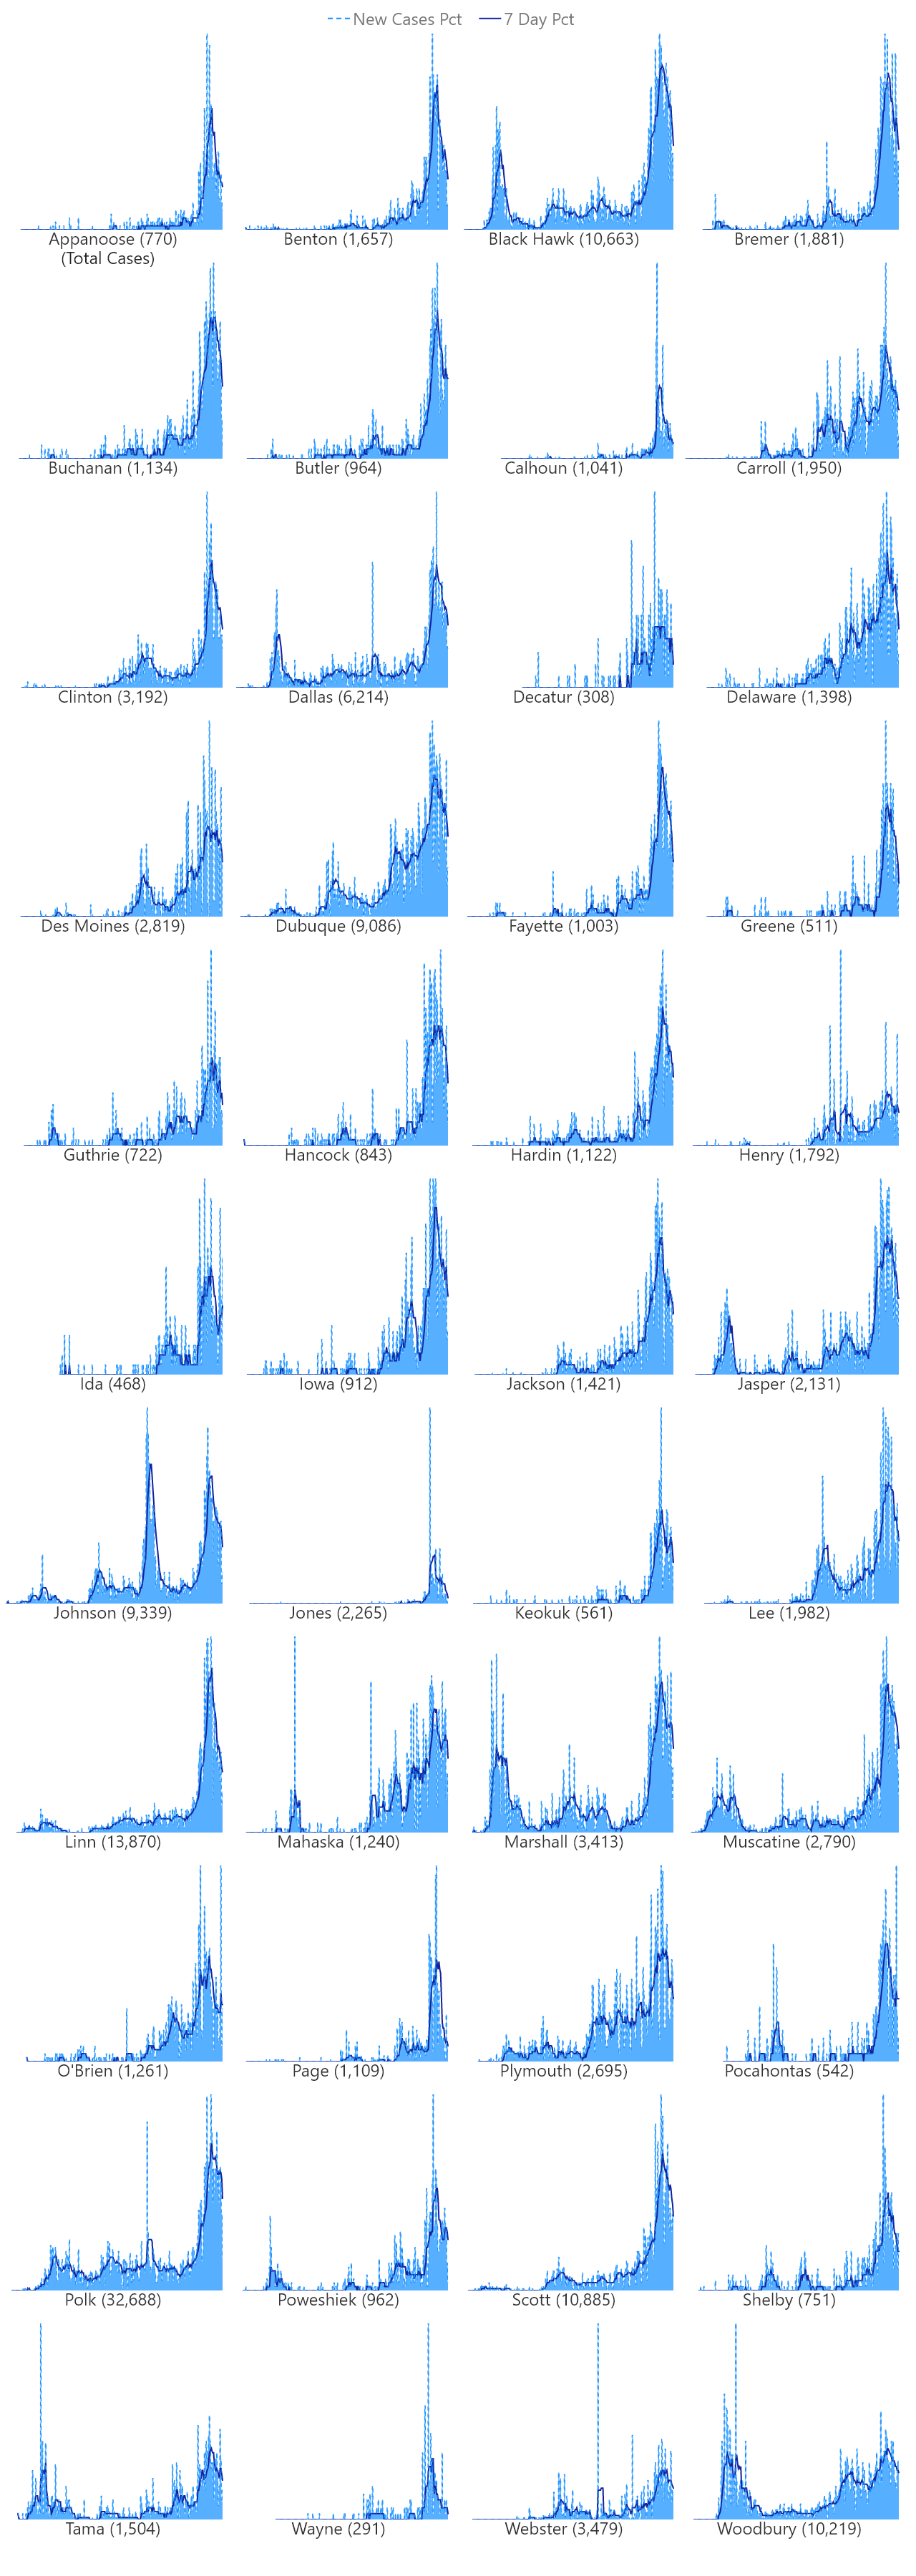 New Cases Pct 7 Day Pct
Appanoose (770) Benton (1,657) Black Hawk (10,663) Bremer (1,881)
(Total Cases)
Buchanan (1,134) Butler (964) Calhoun (1,041) Carroll (1,950)
Clinton (3,192) Dallas (6,214) Decatur (308) Delaware (1,398)
Des Moines (2,819) Dubuque (9,086) Fayette (1,003) Greene (511)
Guthrie (722) Hancock (843) Hardin (1,122) Henry (1,792)
Ida (468) Iowa (912) Jackson (1,421) Jasper (2,131)
Johnson (9,339) Jones (2,265) Keokuk (561) Lee (1,982)
Linn (13,870) Mahaska (1,240) Marshall (3,413) Muscatine (2,790)
O'Brien (1,261) Page (1,109) Plymouth (2,695) Pocahontas (542)
Polk (32,688) Poweshiek (962) Scott (10,885) Shelby (751)
Tama (1,504) Wayne (291) Webster (3,479) Woodbury (10,219)